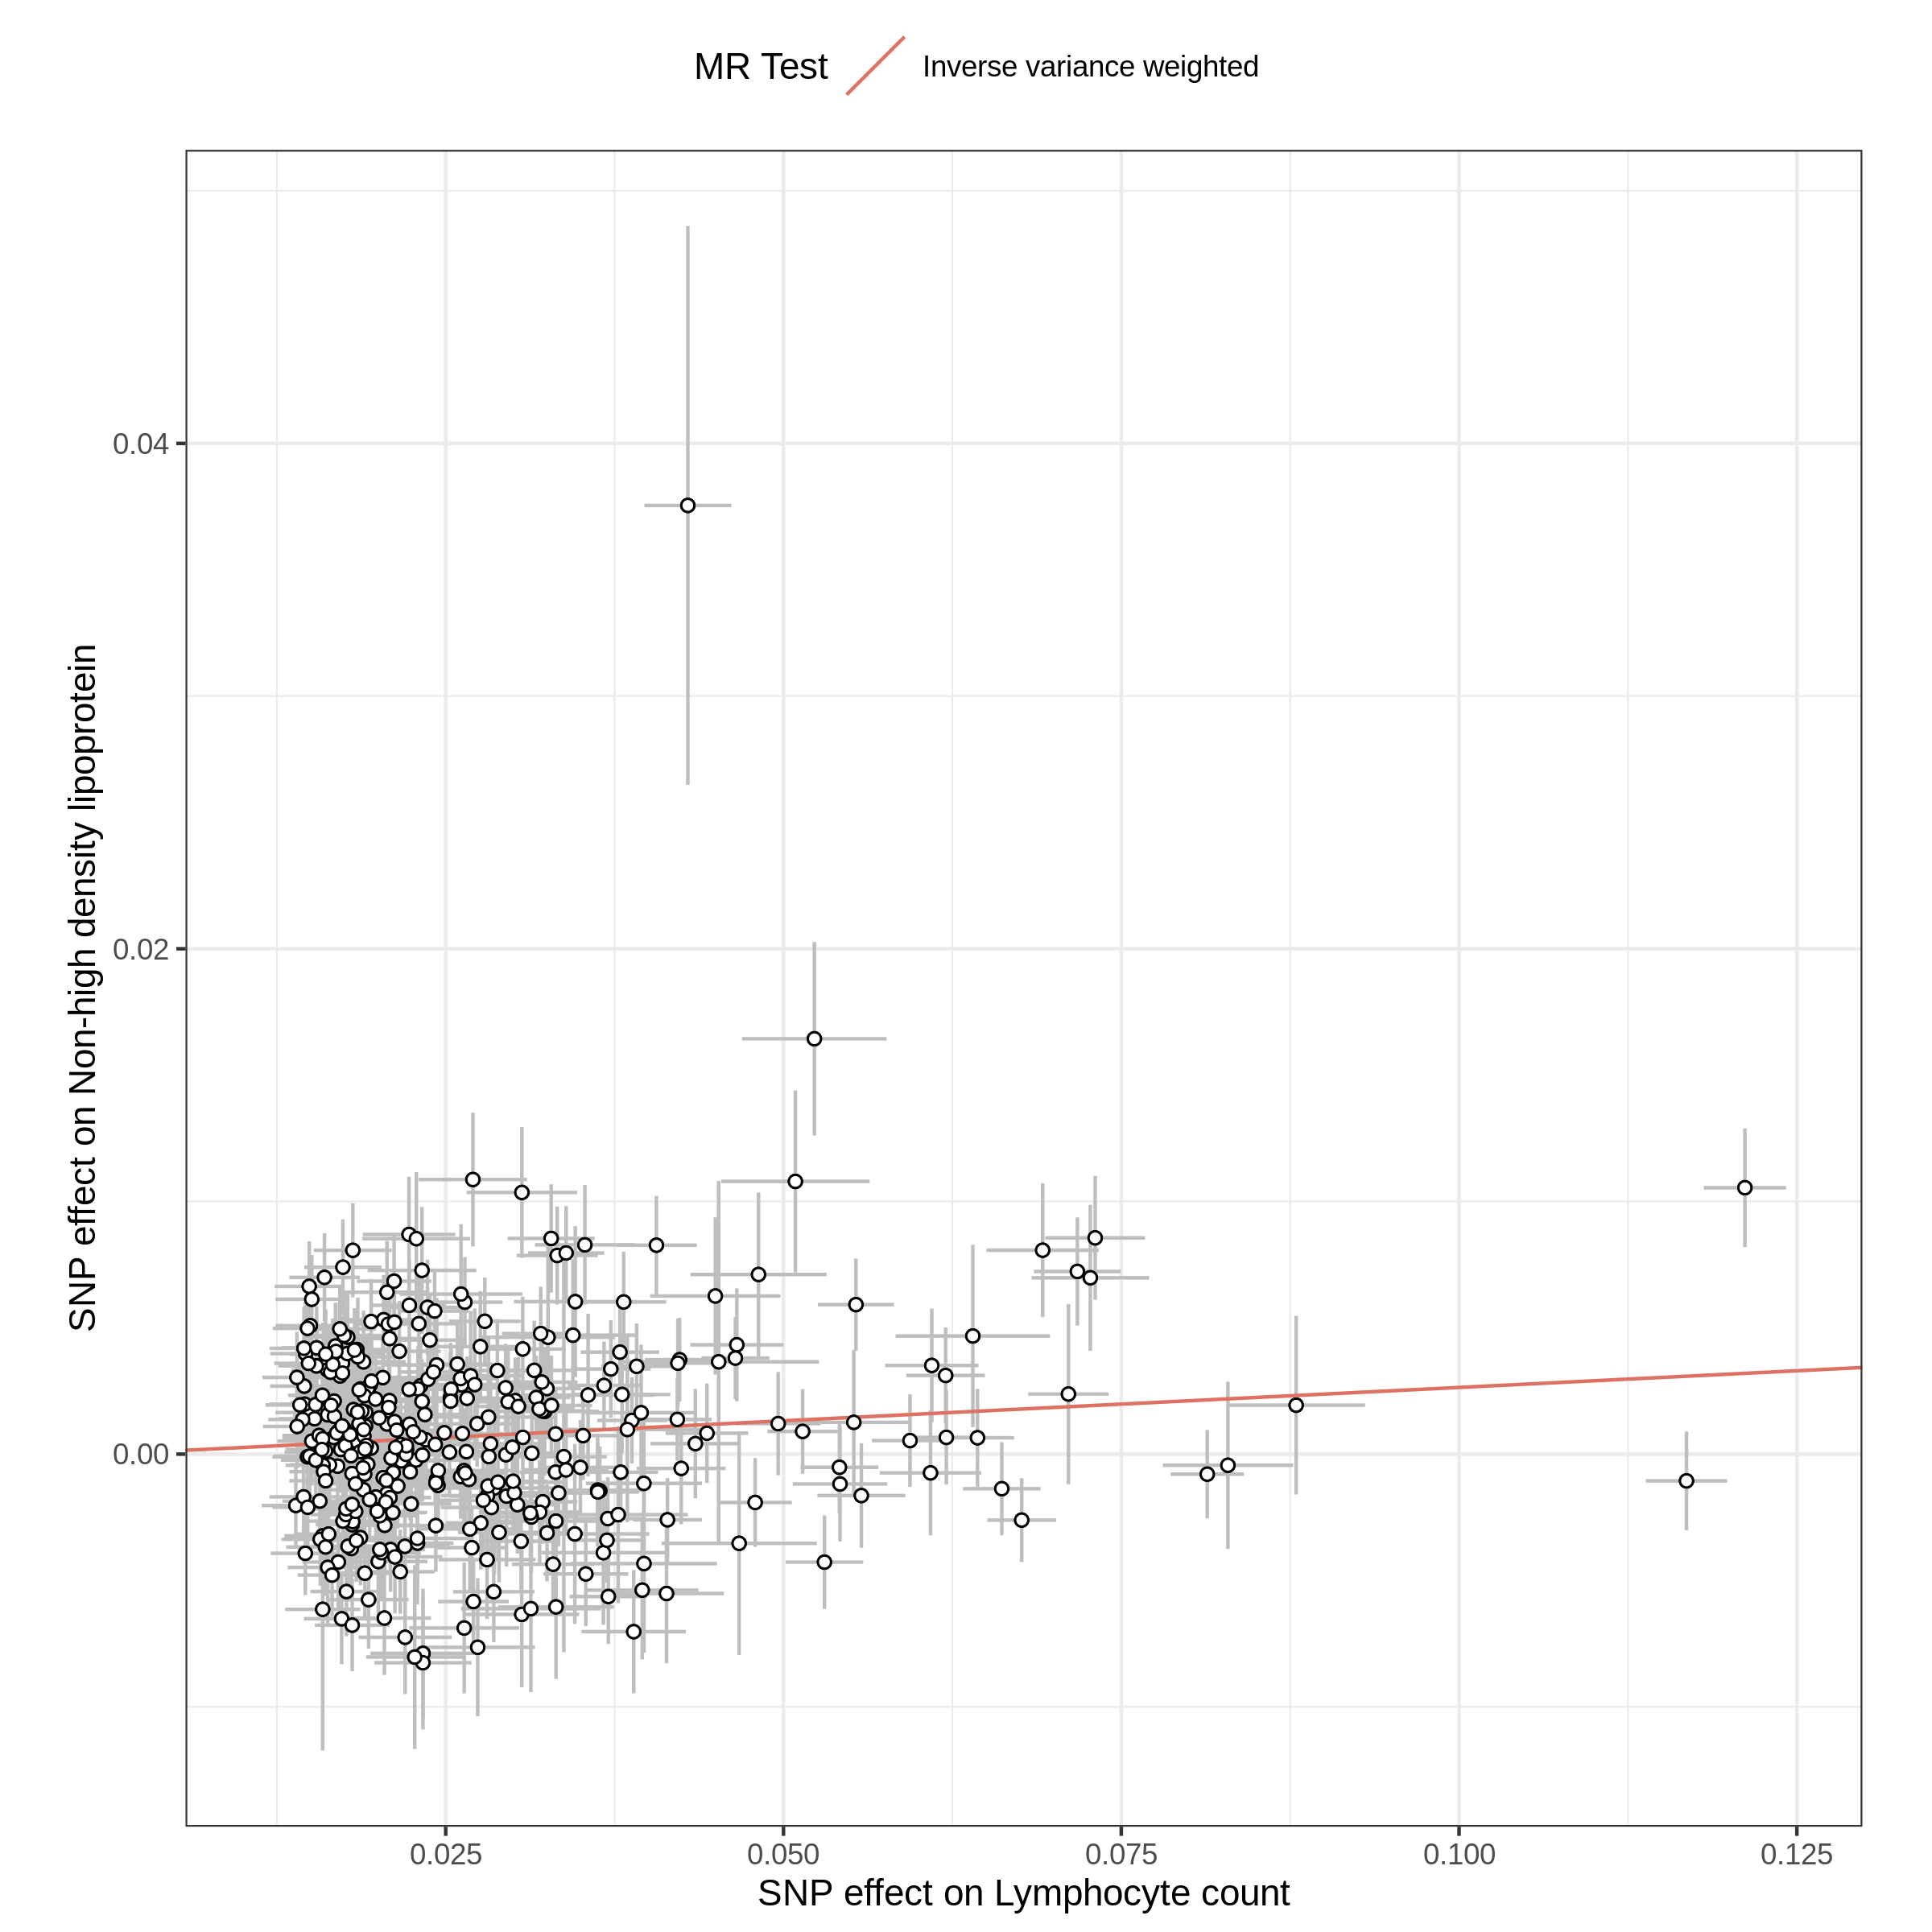 MR Test
Inverse variance weighted
SNP effect on Non-high density lipoprotein
0.04
0.02
0.00
0.025
0.050
0.075
0.100
0.125
SNP effect on Lymphocyte count